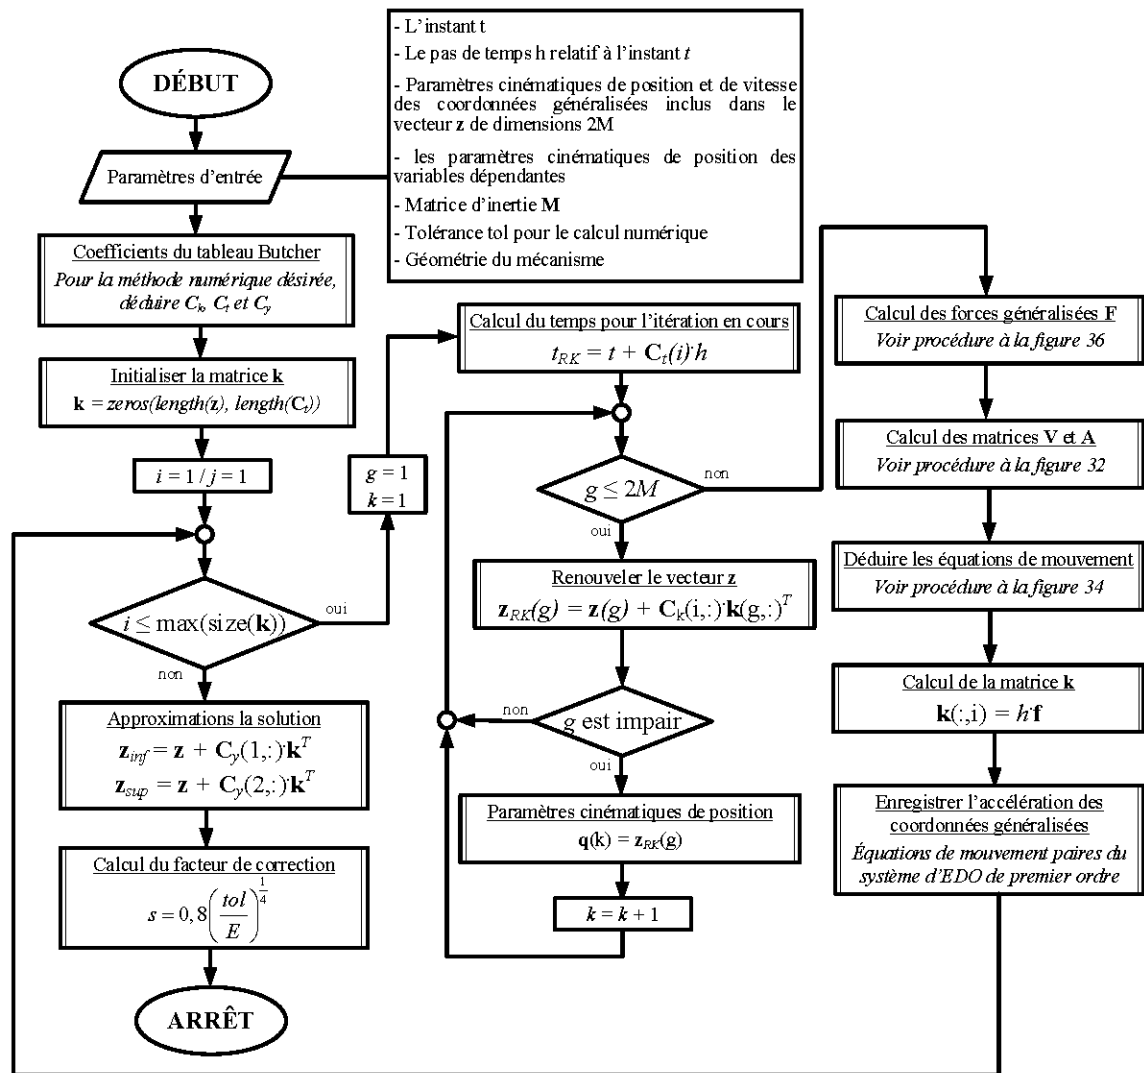 DÉBUT
Paramètres d'entrée
- L'instant t
- Le pas de temps h relatif à l'instant t
- Paramètres cinématiques de position et de vitesse
des coordonnées généralisées inclus dans le
vecteur z de dimensions 2M
- les paramètres cinématiques de position des
variables dépendantes
- Matrice d'inertie M
- Tolérance tol pour le calcul numérique
- Géométrie du mécanisme
Coefficients du tableau Butcher
Pour la méthode numérique désirée,
déduire Ck, Ct et Cy
Initialiser la matrice k
k = zeros(length(z), length(Ct))
i = 1 / j = 1
i ≤ max(size(k))
oui
non
Approximations la solution
z_inf = z + Cy(1,:)·k^T
z_sup = z + Cy(2,:)·k^T
Calcul du facteur de correction
s = 0,8(tol/E)^(1/4)
ARRÊT
g = 1
k = 1
Calcul du temps pour l'itération en cours
t_RK = t + Ct(i)·h
g ≤ 2M
non
oui
Renouveler le vecteur z
z_RK(g) = z(g) + Ck(i,:)·k(g,:)^T
g est impair
non
oui
Paramètres cinématiques de position
q(k) = z_RK(g)
k = k + 1
Calcul des forces généralisées F
Voir procédure à la figure 36
Calcul des matrices V et A
Voir procédure à la figure 32
Déduire les équations de mouvement
Voir procédure à la figure 34
Calcul de la matrice k
k(:,i) = h·f
Enregistrer l'accélération des
coordonnées généralisées
Équations de mouvement paires du
système d'EDO de premier ordre